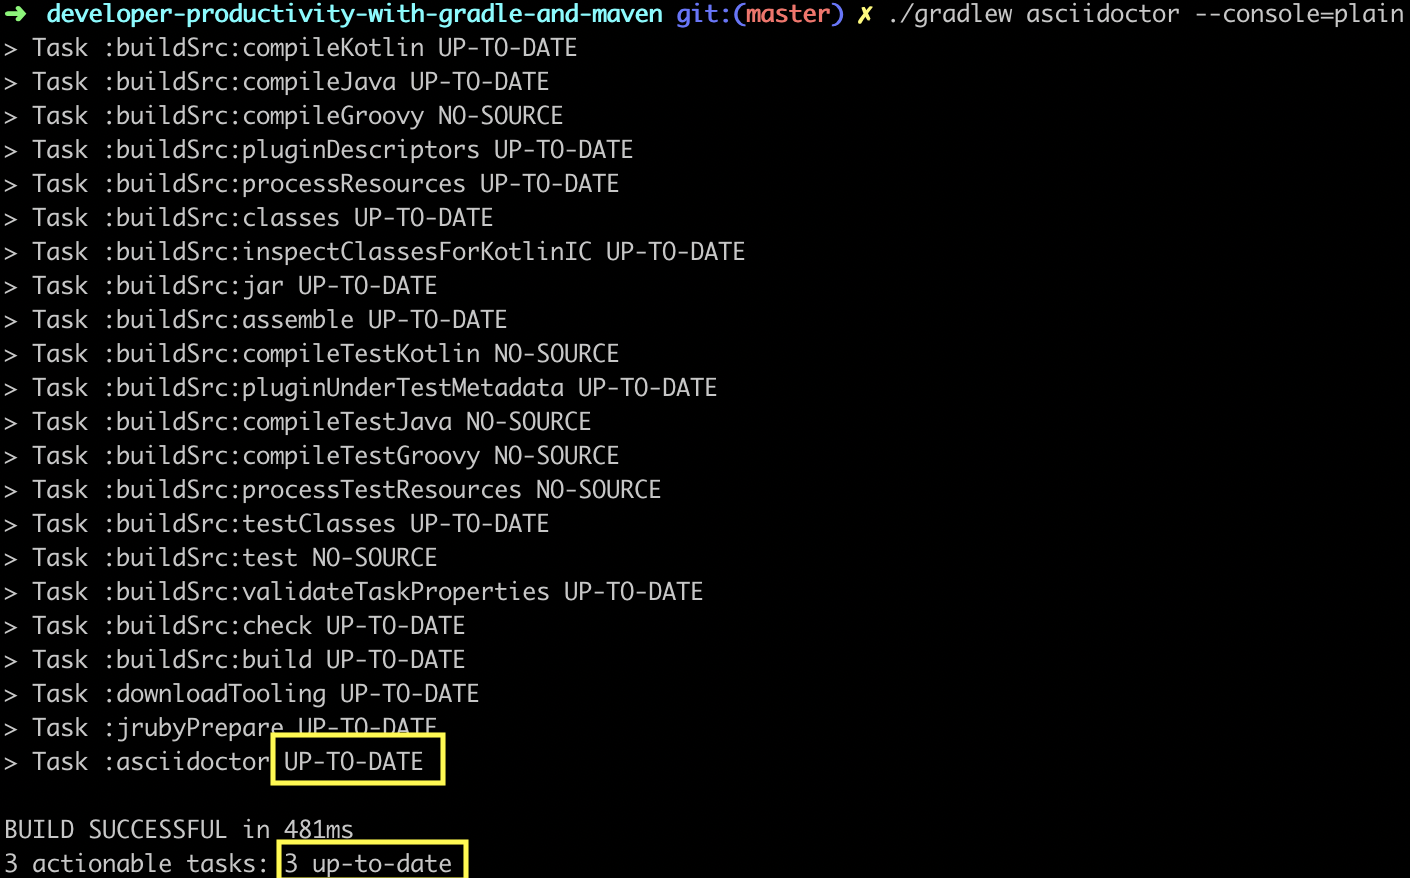 ➜ developer-productivity-with-gradle-and-maven git:(master) ✗ ./gradlew asciidoctor --console=plain
> Task :buildSrc:compileKotlin UP-TO-DATE
> Task :buildSrc:compileJava UP-TO-DATE
> Task :buildSrc:compileGroovy NO-SOURCE
> Task :buildSrc:pluginDescriptors UP-TO-DATE
> Task :buildSrc:processResources UP-TO-DATE
> Task :buildSrc:classes UP-TO-DATE
> Task :buildSrc:inspectClassesForKotlinIC UP-TO-DATE
> Task :buildSrc:jar UP-TO-DATE
> Task :buildSrc:assemble UP-TO-DATE
> Task :buildSrc:compileTestKotlin NO-SOURCE
> Task :buildSrc:pluginUnderTestMetadata UP-TO-DATE
> Task :buildSrc:compileTestJava NO-SOURCE
> Task :buildSrc:compileTestGroovy NO-SOURCE
> Task :buildSrc:processTestResources NO-SOURCE
> Task :buildSrc:testClasses UP-TO-DATE
> Task :buildSrc:test NO-SOURCE
> Task :buildSrc:validateTaskProperties UP-TO-DATE
> Task :buildSrc:check UP-TO-DATE
> Task :buildSrc:build UP-TO-DATE
> Task :downloadTooling UP-TO-DATE
> Task :jrubyPrepare UP-TO-DATE
> Task :asciidoctor UP-TO-DATE
BUILD SUCCESSFUL in 481ms
3 actionable tasks: 3 up-to-date